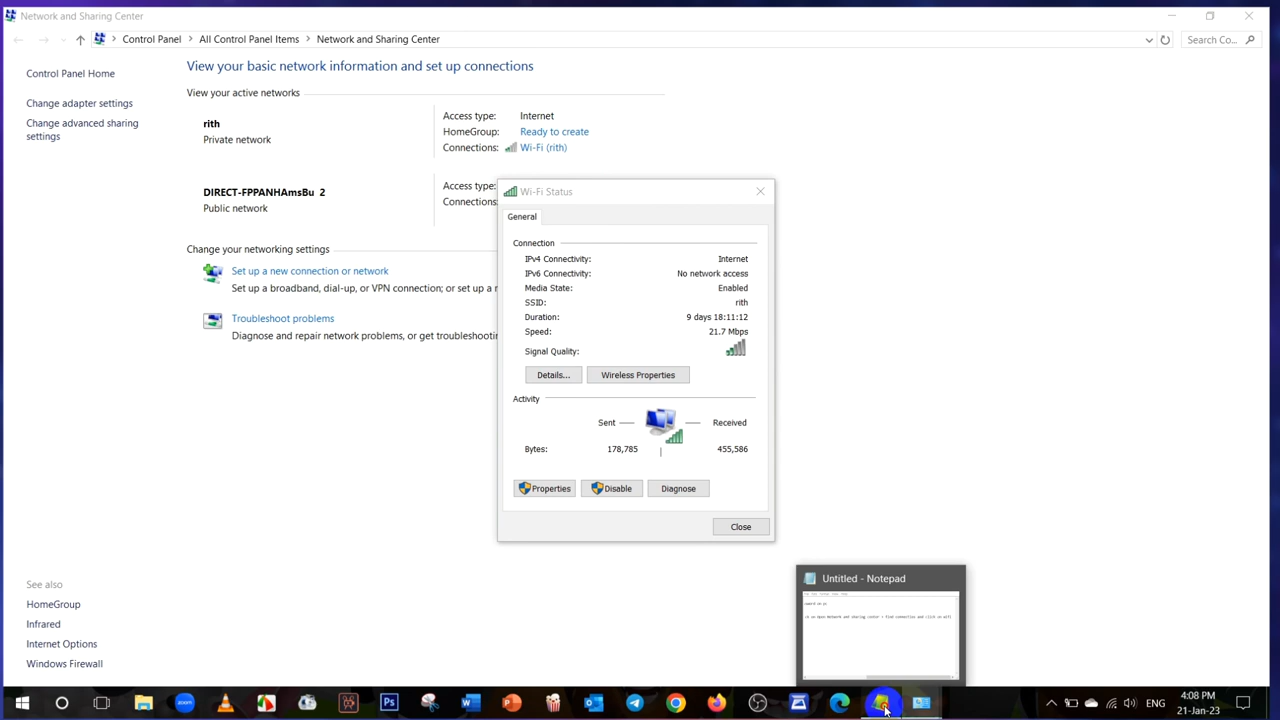 Network and Sharing Center
Control Panel > All Control Panel Items > Network and Sharing Center
Search Co...
Control Panel Home
Change adapter settings
Change advanced sharing
settings
View your basic network information and set up connections
View your active networks
rith
Private network
Access type: Internet
HomeGroup: Ready to create
Connections: Wi-Fi (rith)
DIRECT-FPPANHAmsBu 2
Public network
Access type:
Connections:
Change your networking settings
Set up a new connection or network
Set up a broadband, dial-up, or VPN connection; or set up a r
Troubleshoot problems
Diagnose and repair network problems, or get troubleshootin
Wi-Fi Status
General
Connection
IPv4 Connectivity: Internet
IPv6 Connectivity: No network access
Media State: Enabled
SSID: rith
Duration: 9 days 18:11:12
Speed: 21.7 Mbps
Signal Quality:
Details...
Wireless Properties
Activity
Sent
Received
Bytes: 178,785 455,586
Properties
Disable
Diagnose
Close
See also
HomeGroup
Infrared
Internet Options
Windows Firewall
Untitled - Notepad
zoom
ENG
4:08 PM
21-Jan-23